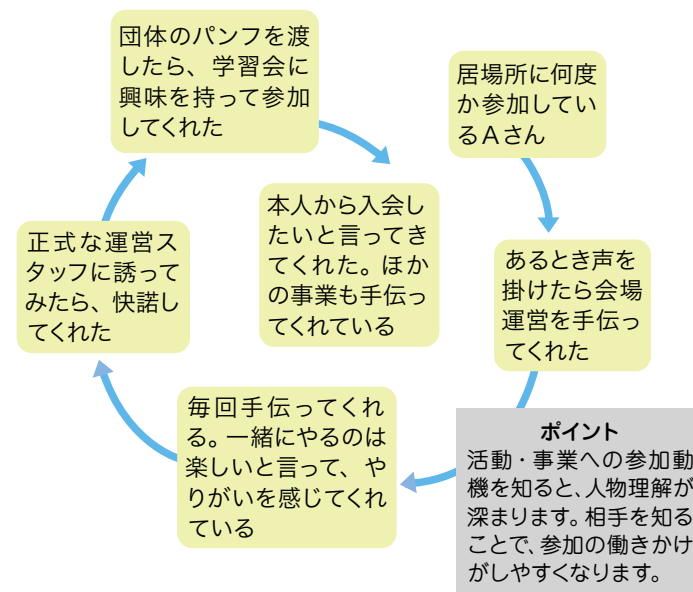 居場所に何度
か参加してい
るＡさん
あるとき声を
掛けたら会場
運営を手伝っ
てくれた
ポイント
活動・事業への参加動
機を知ると、人物理解が
深まります。相手を知る
ことで、参加の働きかけ
がしやすくなります。
毎回手伝ってくれ
る。一緒にやるのは
楽しいと言って、や
りがいを感じてくれ
ている
正式な運営ス
タッフに誘って
みたら、快諾し
てくれた
団体のパンフを渡
したら、学習会に
興味を持って参加
してくれた
本人から入会し
たいと言ってき
てくれた。ほか
の事業も手伝っ
てくれている